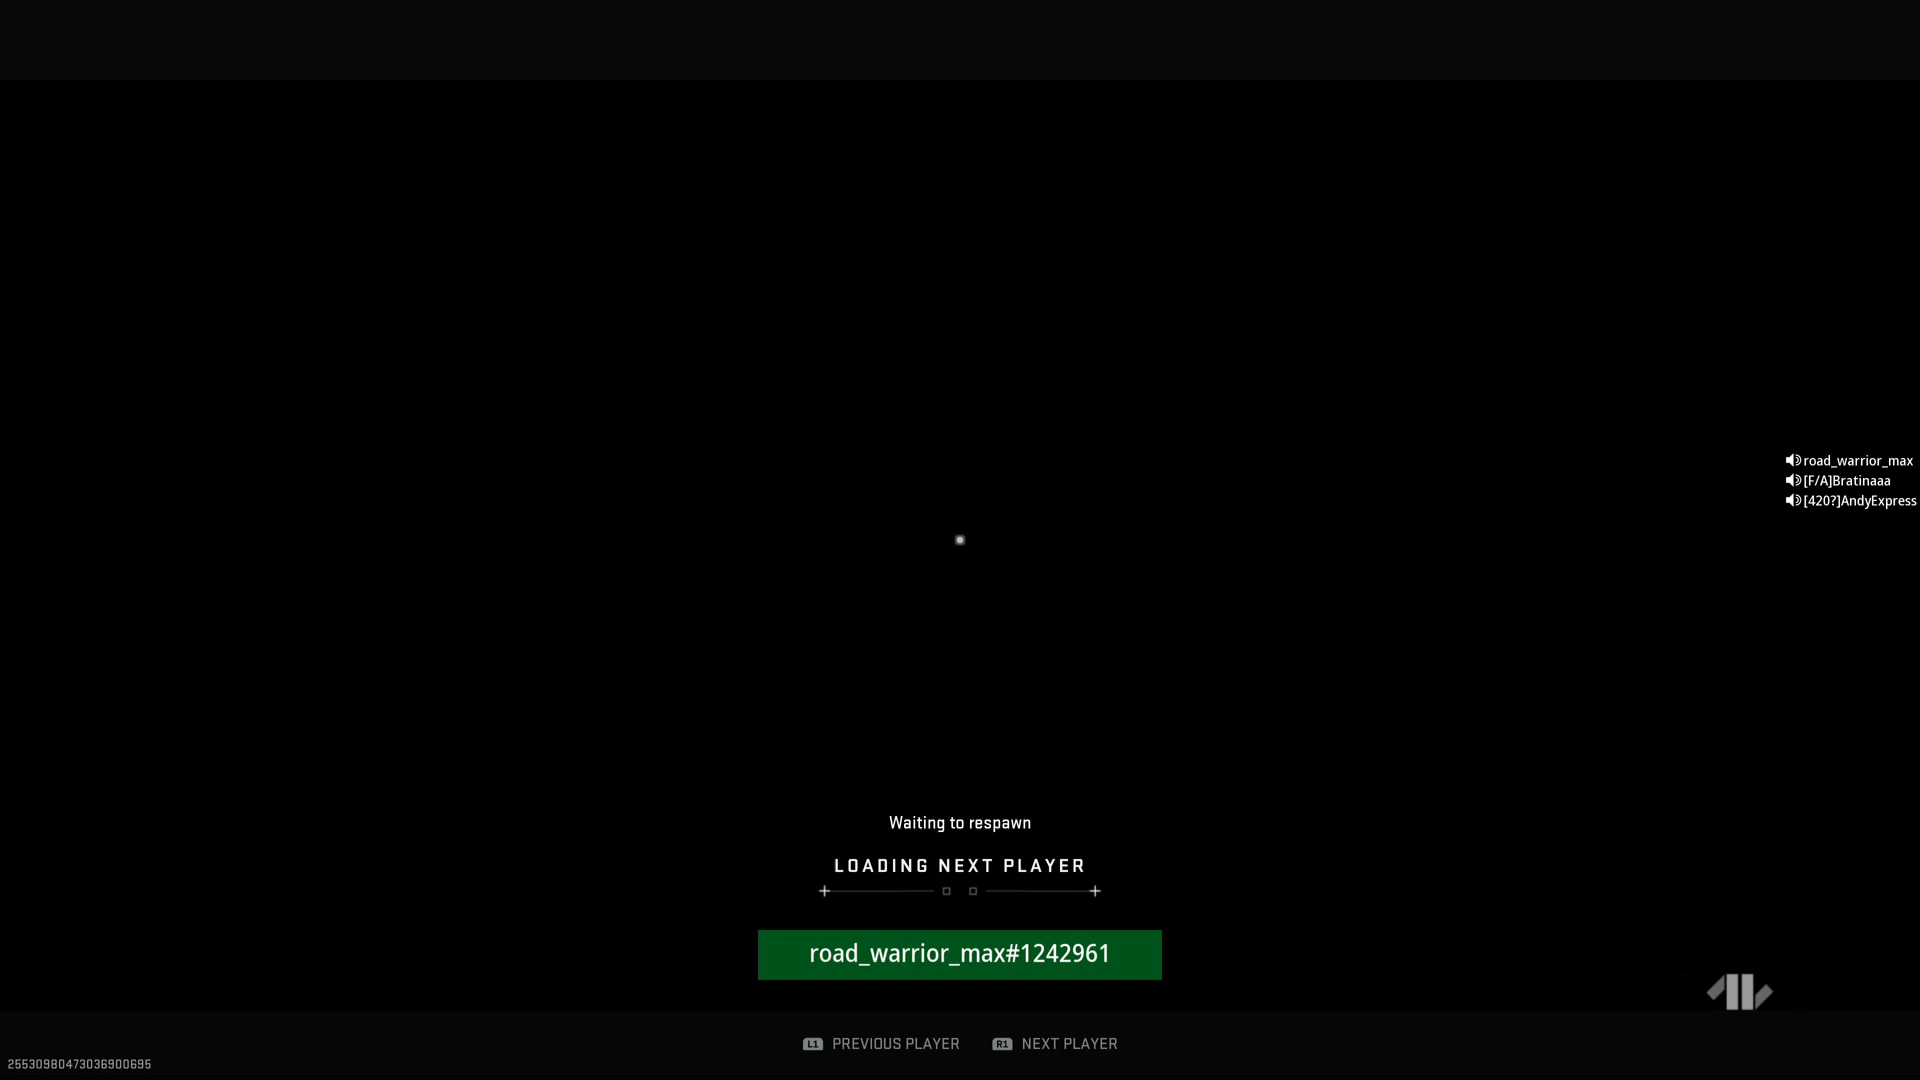 road_warrior_max
[F/A]Bratinaaa
[420?]AndyExpress
Waiting to respawn
LOADING NEXT PLAYER
road_warrior_max#1242961
L1 PREVIOUS PLAYER R1 NEXT PLAYER
25530980473036900695